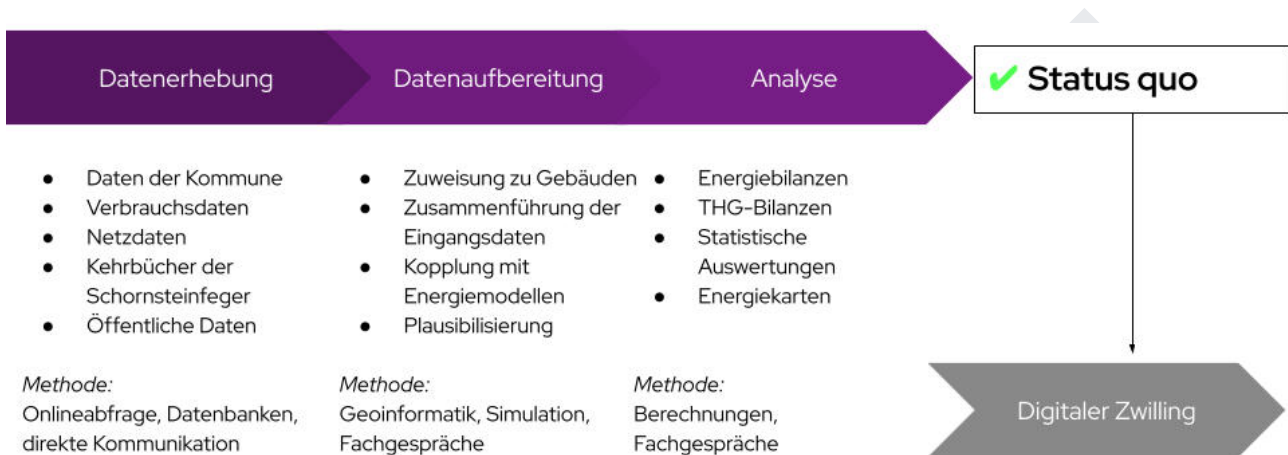 Datenerhebung
Datenaufbereitung
Analyse
✔ Status quo
● Daten der Kommune
● Verbrauchsdaten
● Netzdaten
● Kehrbücher der
Schornsteinfeger
● Öffentliche Daten
Methode:
Onlineabfrage, Datenbanken,
direkte Kommunikation
● Zuweisung zu Gebäuden
● Zusammenführung der
Eingangsdaten
● Kopplung mit
Energiemodellen
● Plausibilisierung
Methode:
Geoinformatik, Simulation,
Fachgespräche
● Energiebilanzen
● THG-Bilanzen
● Statistische
Auswertungen
● Energiekarten
Methode:
Berechnungen,
Fachgespräche
Digitaler Zwilling